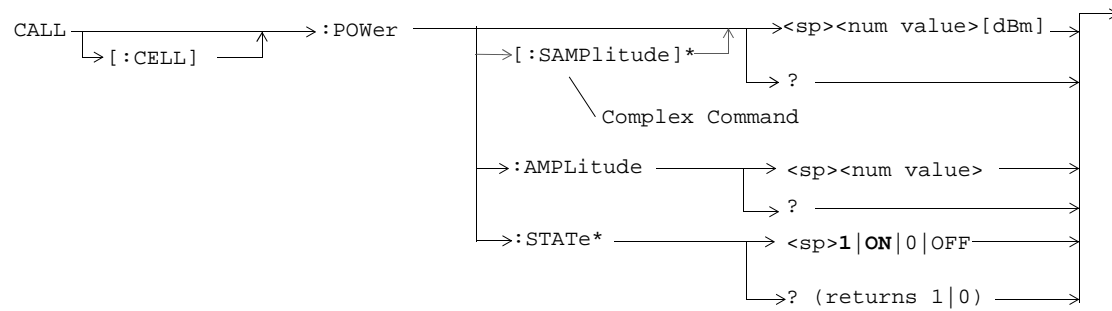 CALL :POWer <sp><num value>[dBm]
[:CELL] [:SAMPlitude]*
?
Complex Command
:AMPLitude <sp><num value>
?
:STATe* <sp>1|ON|0|OFF
? (returns 1|0)